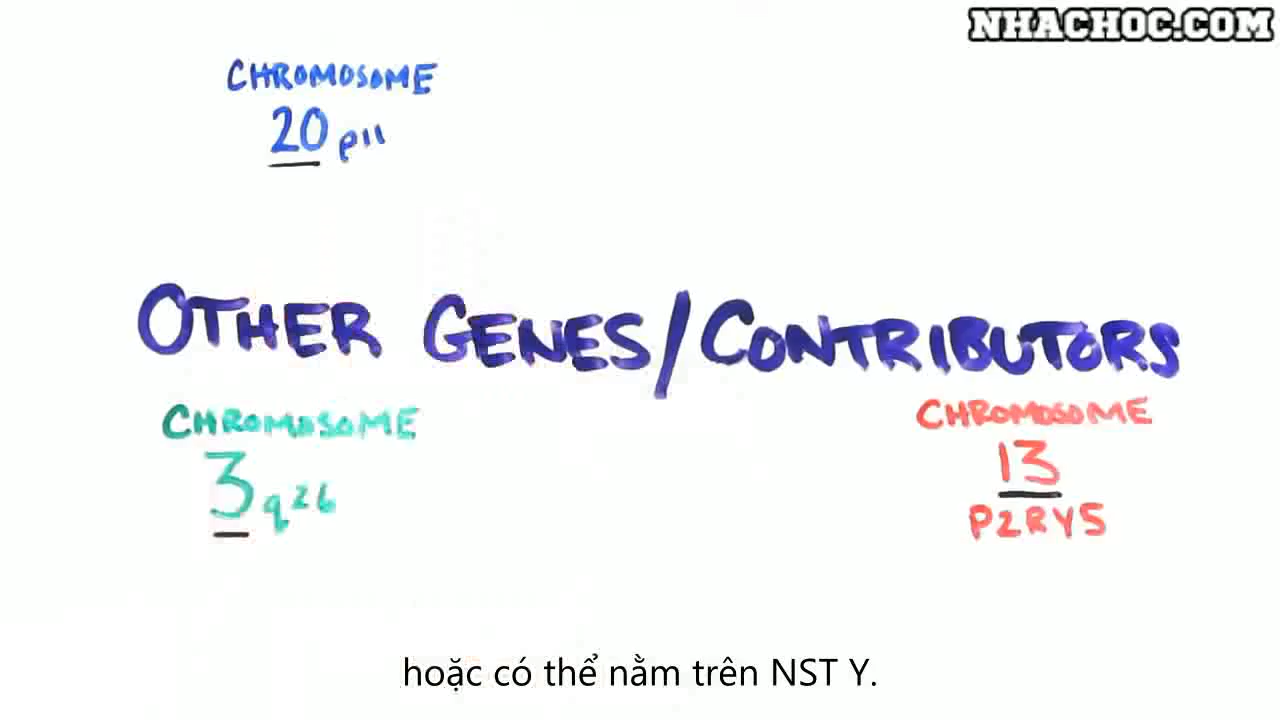 NHACHOC.COM
CHROMOSOME
20 p11
OTHER GENES/CONTRIBUTORS
CHROMOSOME
3 q26
CHROMOSOME
13
P2RY5
hoặc có thể nằm trên NST Y.